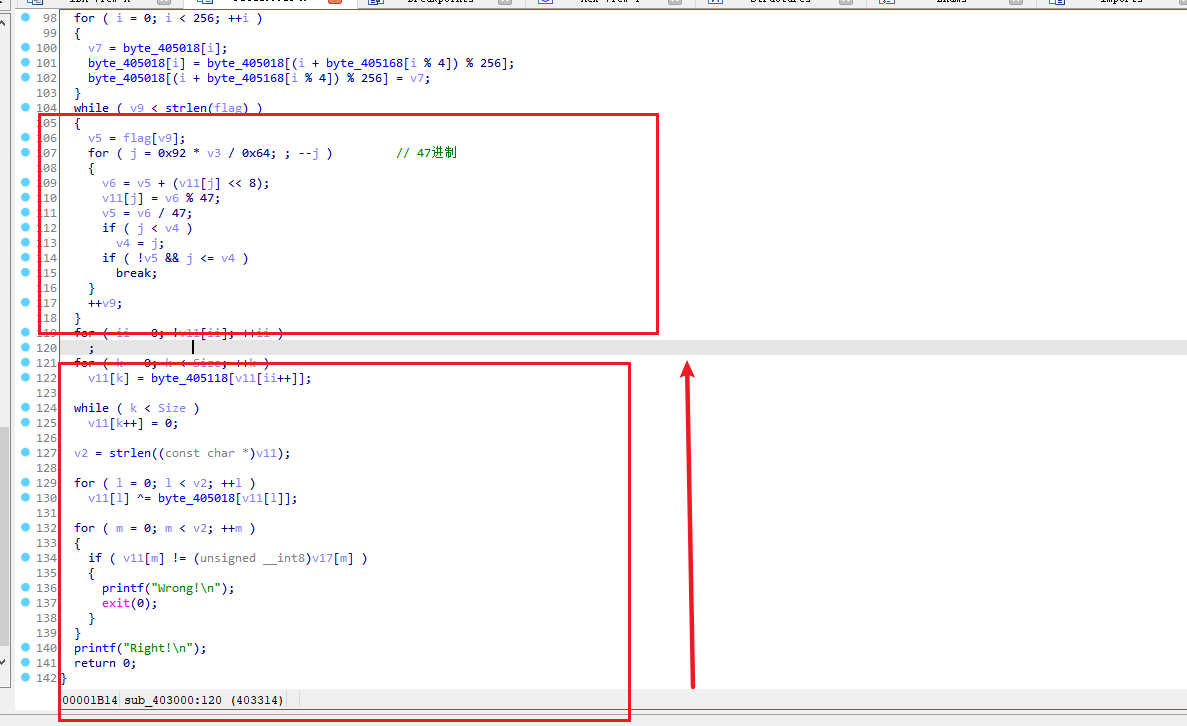 98 for ( i = 0; i < 256; ++i )
99 {
100 v7 = byte_405018[i];
101 byte_405018[i] = byte_405018[(i + byte_405168[i % 4]) % 256];
102 byte_405018[(i + byte_405168[i % 4]) % 256] = v7;
103 }
104 while ( v9 < strlen(flag) )
105 {
106 v5 = flag[v9];
107 for ( j = 0x92 * v3 / 0x64; ; --j ) // 47进制
108 {
109 v6 = v5 + (v11[j] << 8);
110 v11[j] = v6 % 47;
111 v5 = v6 / 47;
112 if ( j < v4 )
113 v4 = j;
114 if ( !v5 && j <= v4 )
115 break;
116 }
117 ++v9;
118 }
119 for ( ii = 0; !v11[ii]; ++ii )
120 ;
121 for ( k = 0; k < Size; ++k )
122 v11[k] = byte_405118[v11[ii++]];
123
124 while ( k < Size )
125 v11[k++] = 0;
126
127 v2 = strlen((const char *)v11);
128
129 for ( l = 0; l < v2; ++l )
130 v11[l] ^= byte_405018[v11[l]];
131
132 for ( m = 0; m < v2; ++m )
133 {
134 if ( v11[m] != (unsigned __int8)v17[m] )
135 {
136 printf("Wrong!\n");
137 exit(0);
138 }
139 }
140 printf("Right!\n");
141 return 0;
142 }
00001B14 sub_403000:120 (403314)